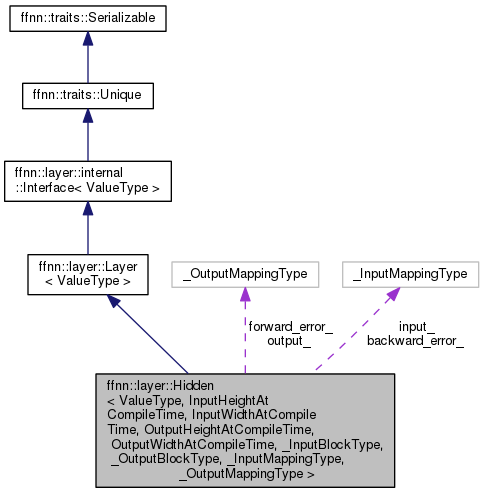 ffnn::traits::Serializable
ffnn::traits::Unique
ffnn::layer::internal
::Interface< ValueType >
ffnn::layer::Layer
< ValueType >
_OutputMappingType
_InputMappingType
forward_error_
output_
input_
backward_error_
ffnn::layer::Hidden
< ValueType, InputHeightAt
CompileTime, InputWidthAtCompile
Time, OutputHeightAtCompileTime,
OutputWidthAtCompileTime, _InputBlockType,
_OutputBlockType, _InputMappingType,
_OutputMappingType >